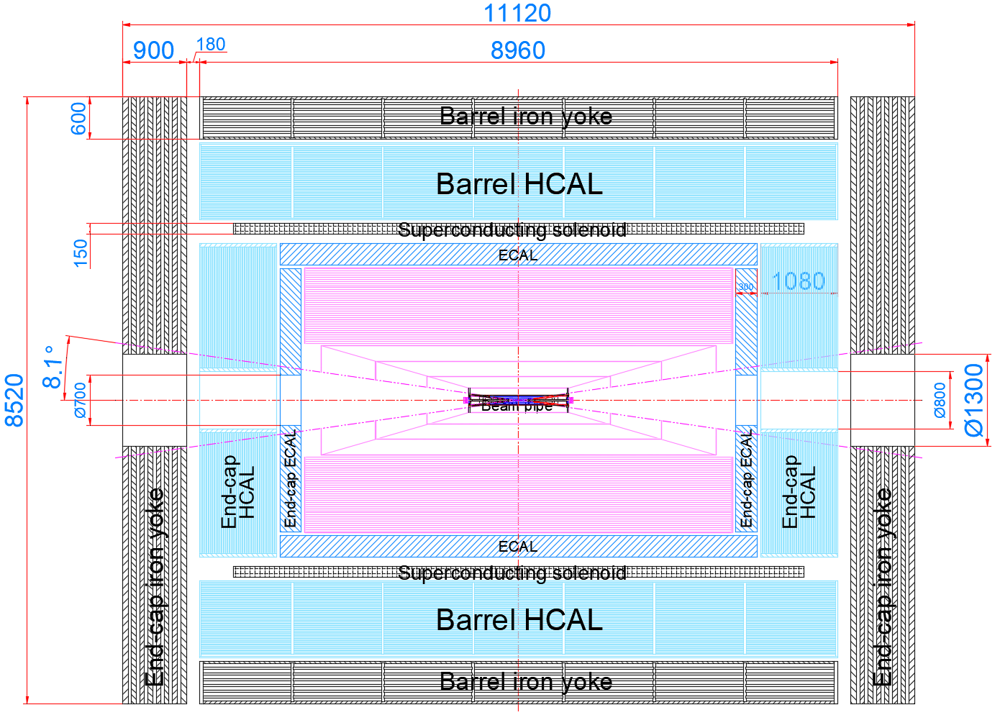 11120
900
180
8960
600
Barrel iron yoke
Barrel HCAL
Superconducting solenoid
150
ECAL
300
1080
8.1°
8520
Ø700
Beam pipe
Ø800
Ø1300
End-cap
HCAL
End-cap ECAL
End-cap ECAL
End-cap
HCAL
End-cap iron yoke
End-cap iron yoke
ECAL
Superconducting solenoid
Barrel HCAL
Barrel iron yoke